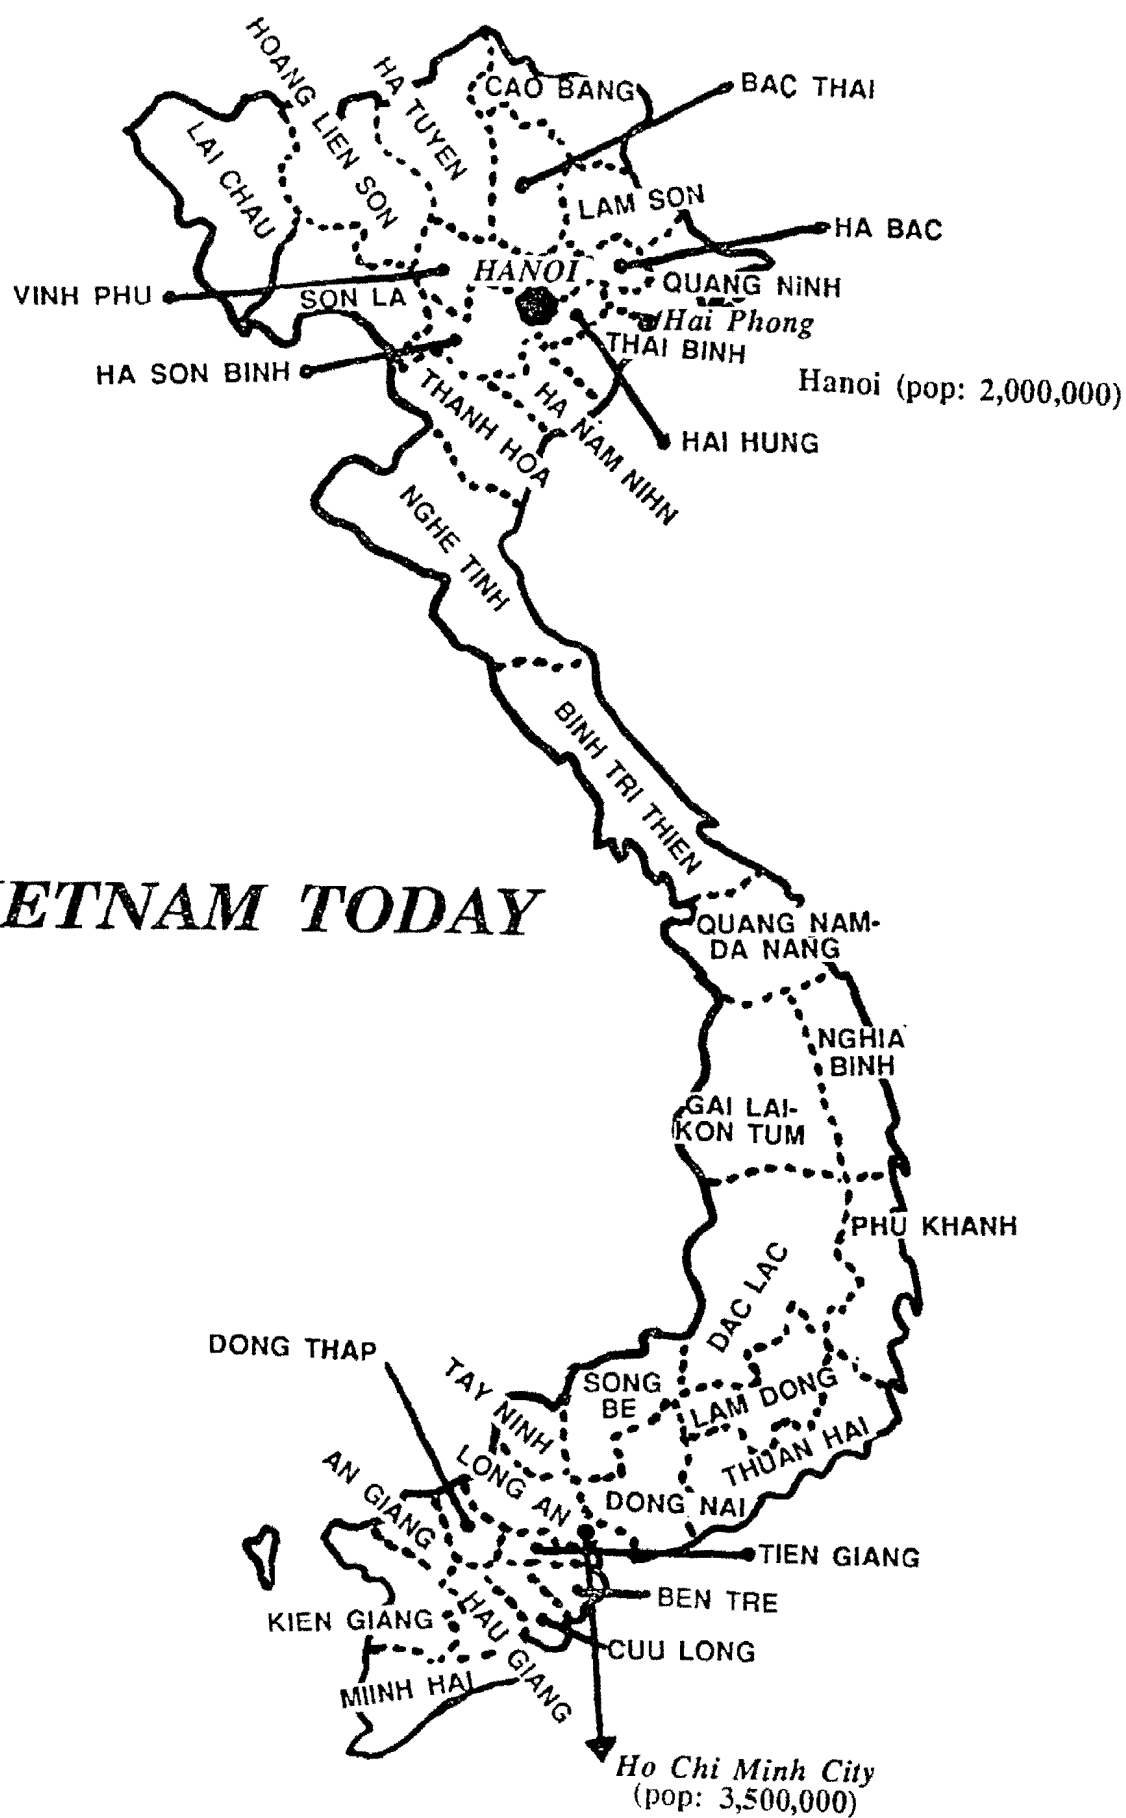 HOANG LIEN SON
HA TUYEN
CAO BANG
BAC THAI
LAI CHAU
LAM SON
HA BAC
HANOI
VINH PHU
SON LA
QUANG NiNH
Hai Phong
THAI BINH
HA SON BINH
Hanoi (pop: 2,000,000)
THANH HOA
HA NAM NIHN
HAI HUNG
NGHE TINH
BINH TRI THIEN
ETNAM TODAY
QUANG NAM-
DA NANG
NGHIA
BINH
GAI LAI-
KON TUM
PHU KHANH
DAC LAC
DONG THAP
TAY NINH
SONG
BE
LAM DONG
THUAN HAI
AN GIANG
LONG AN
DONG NAI
TIEN GIANG
BEN TRE
KIEN GIANG
HAU GIANG
CUU LONG
MIINH HAI
Ho Chi Minh City
(pop: 3,500,000)